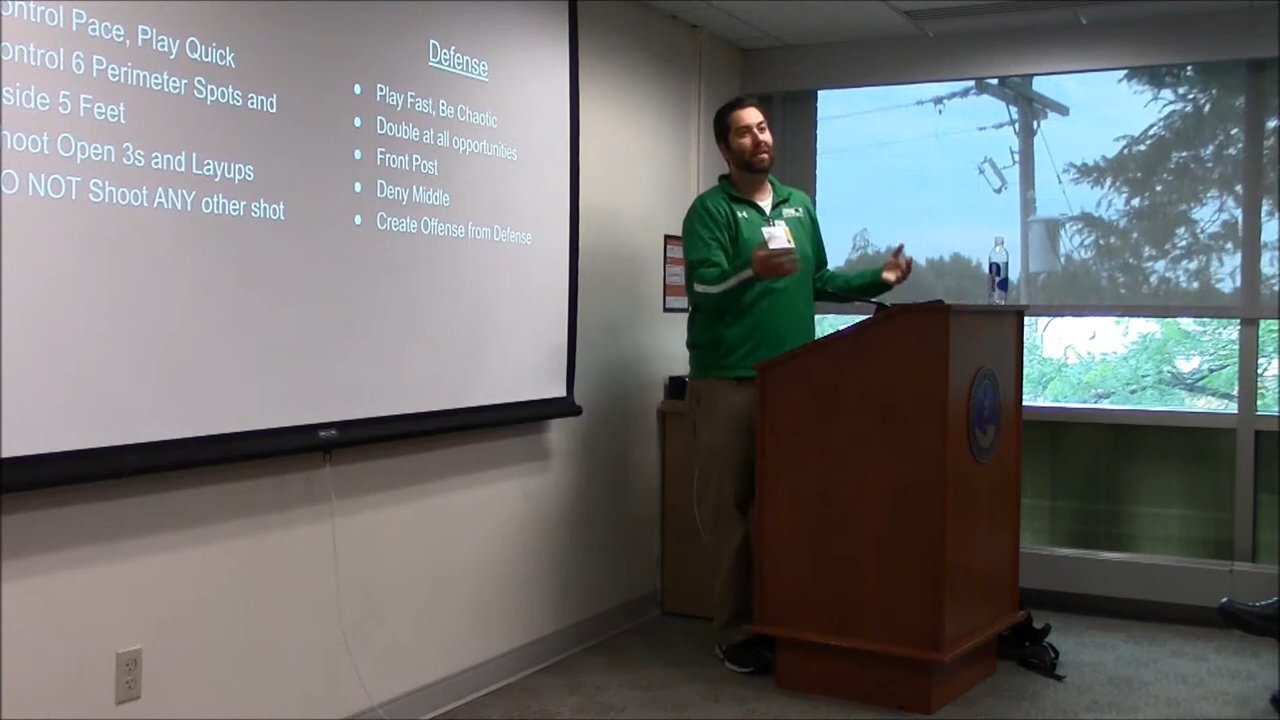 ontrol Pace, Play Quick
ontrol 6 Perimeter Spots and
side 5 Feet
hoot Open 3s and Layups
O NOT Shoot ANY other shot
Defense
Play Fast, Be Chaotic
Double at all opportunities
Front Post
Deny Middle
Create Offense from Defense